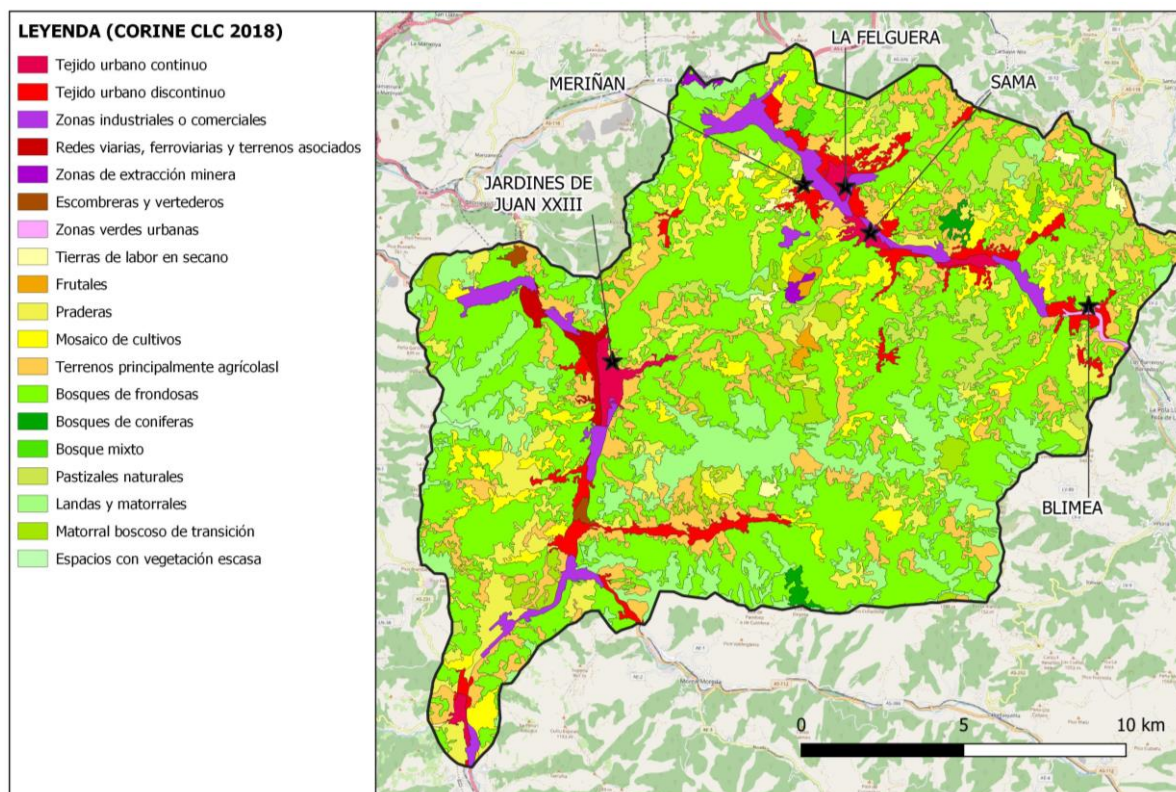 LEYENDA (CORINE CLC 2018)
Tejido urbano continuo
Tejido urbano discontinuo
Zonas industriales o comerciales
Redes viarias, ferroviarias y terrenos asociados
Zonas de extracción minera
Escombreras y vertederos
Zonas verdes urbanas
Tierras de labor en secano
Frutales
Praderas
Mosaico de cultivos
Terrenos principalmente agrícolasl
Bosques de frondosas
Bosques de coniferas
Bosque mixto
Pastizales naturales
Landas y matorrales
Matorral boscoso de transición
Espacios con vegetación escasa
LA FELGUERA
MERIÑAN
SAMA
JARDINES DE
JUAN XXIII
BLIMEA
0 5 10 km